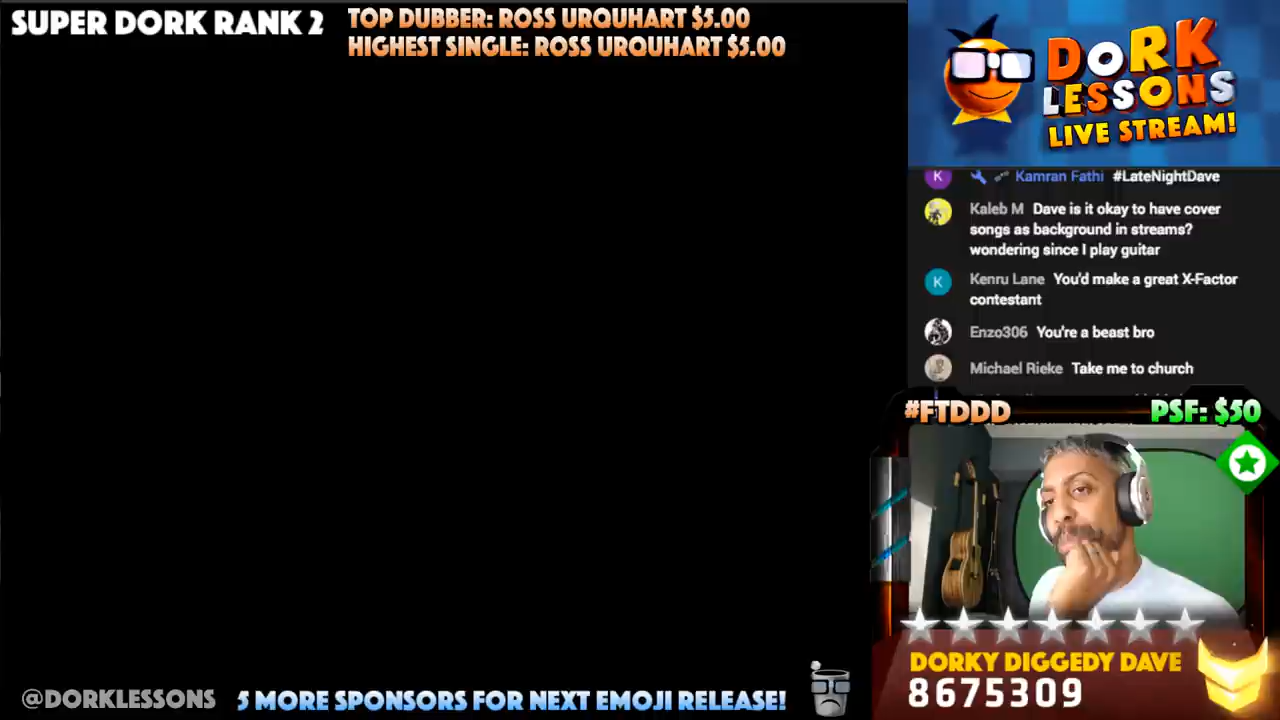 SUPER DORK RANK 2
TOP DUBBER: ROSS URQUHART $5.00
HIGHEST SINGLE: ROSS URQUHART $5.00
DORK
LESSONS
LIVE STREAM!
K Kamran Fathi #LateNightDave
Kaleb M Dave is it okay to have cover
songs as background in streams?
wondering since I play guitar
K Kenru Lane You'd make a great X-Factor
contestant
Enzo306 You're a beast bro
Michael Rieke Take me to church
#FTDDD
PSF: $50
DORKY DIGGEDY DAVE
8675309
@DORKLESSONS
5 MORE SPONSORS FOR NEXT EMOJI RELEASE!